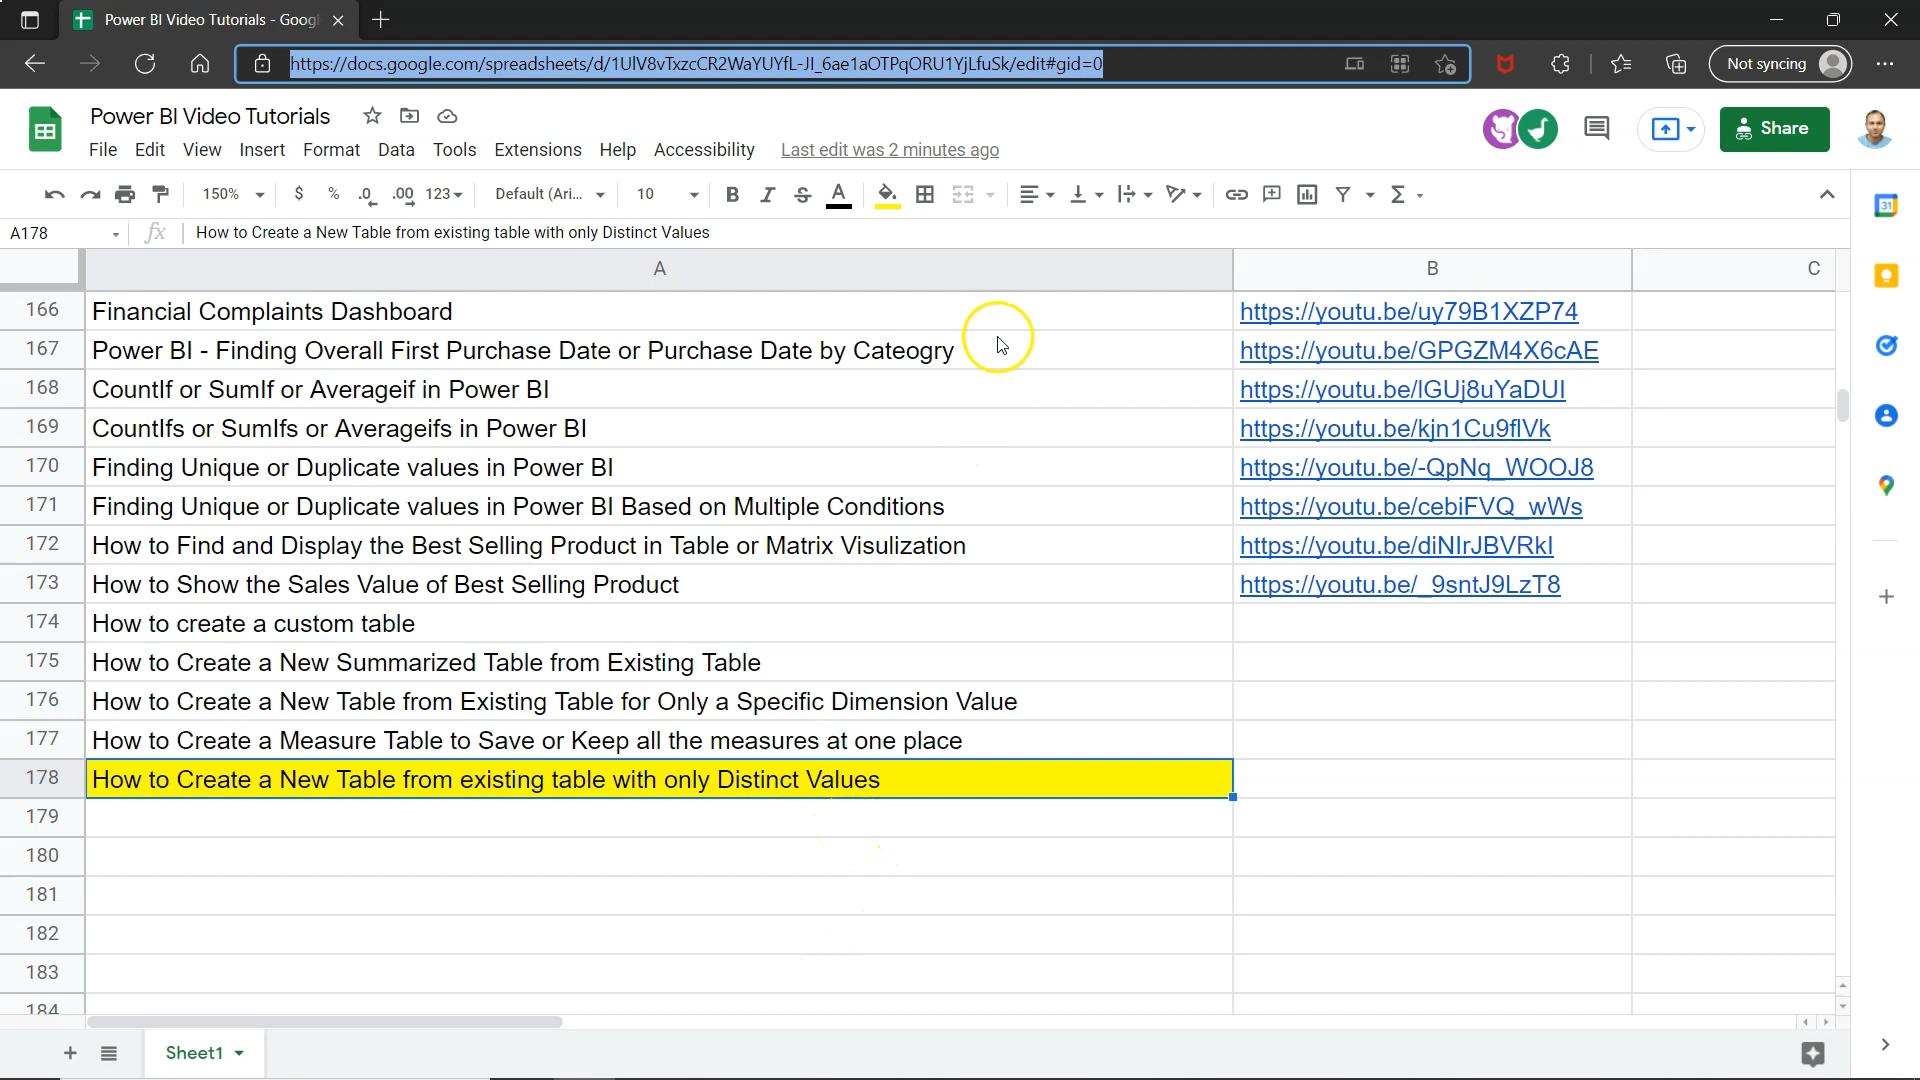 Power BI Video Tutorials - Goog
https://docs.google.com/spreadsheets/d/1UlV8vTxzcCR2WaYUYfL-JI_6ae1aOTPqORU1YjLfuSk/edit#gid=0
Not syncing
Power BI Video Tutorials
File Edit View Insert Format Data Tools Extensions Help Accessibility Last edit was 2 minutes ago
Share
150% $ % .0 .00 123 Default (Ari... 10 B I S A
A178 fx How to Create a New Table from existing table with only Distinct Values
A B C
166 Financial Complaints Dashboard https://youtu.be/uy79B1XZP74
167 Power BI - Finding Overall First Purchase Date or Purchase Date by Cateogry https://youtu.be/GPGZM4X6cAE
168 CountIf or SumIf or Averageif in Power BI https://youtu.be/lGUj8uYaDUI
169 CountIfs or SumIfs or Averageifs in Power BI https://youtu.be/kjn1Cu9flVk
170 Finding Unique or Duplicate values in Power BI https://youtu.be/-QpNq_WOOJ8
171 Finding Unique or Duplicate values in Power BI Based on Multiple Conditions https://youtu.be/cebiFVQ_wWs
172 How to Find and Display the Best Selling Product in Table or Matrix Visulization https://youtu.be/diNIrJBVRkI
173 How to Show the Sales Value of Best Selling Product https://youtu.be/_9sntJ9LzT8
174 How to create a custom table
175 How to Create a New Summarized Table from Existing Table
176 How to Create a New Table from Existing Table for Only a Specific Dimension Value
177 How to Create a Measure Table to Save or Keep all the measures at one place
178 How to Create a New Table from existing table with only Distinct Values
179
180
181
182
183
184
Sheet1
31